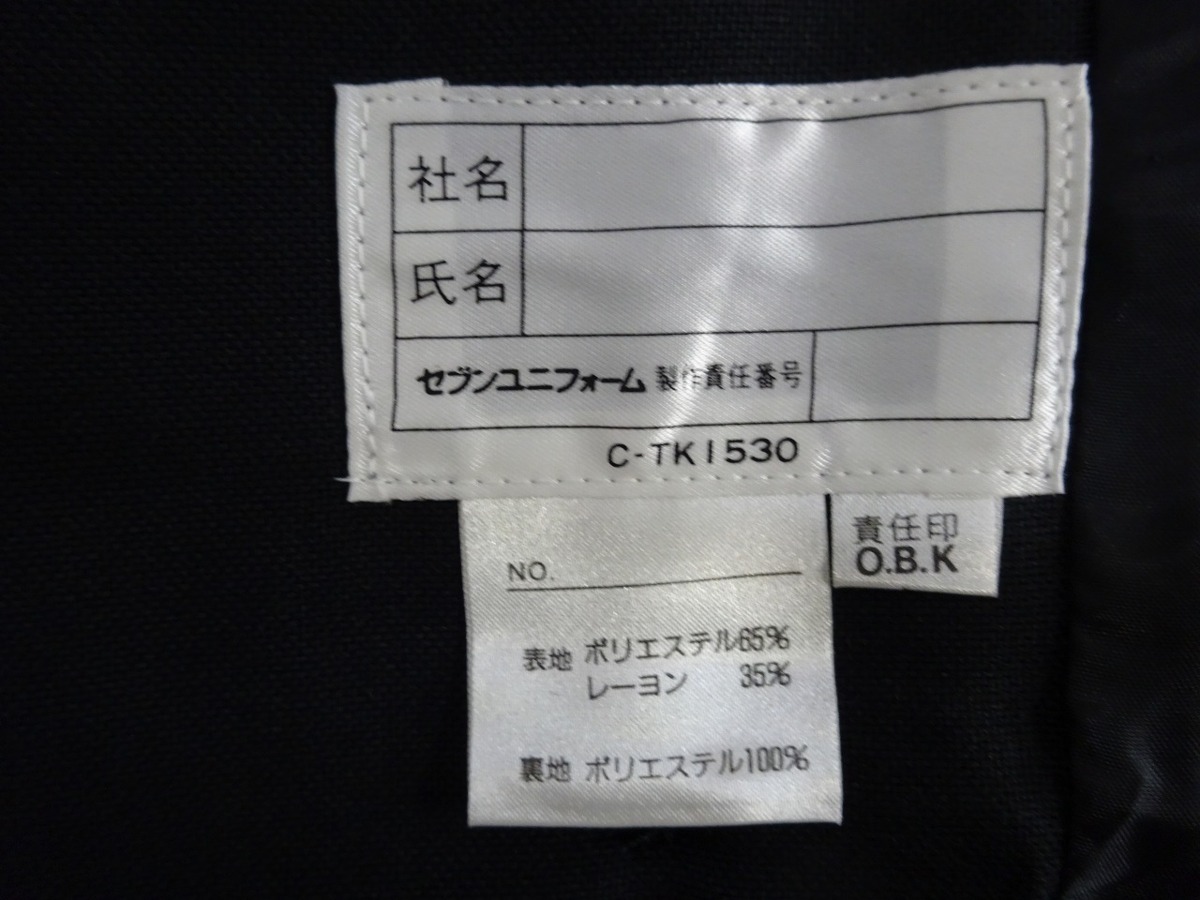 社名
氏名
セブンユニフォーム 製作責任番号
C-TK1530
責任印
O.B.K
NO.
表地 ポリエステル65%
レーヨン 35%
裏地 ポリエステル100%